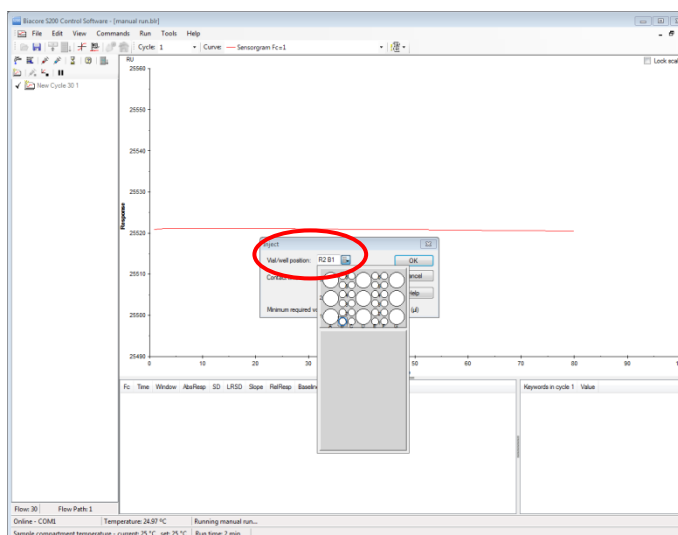 Biacore S200 Control Software - [manual run.blr]
File Edit View Commands Run Tools Help
Cycle: 1 Curve: Sensorgram Fc=1
RU
Lock scal
New Cycle 30 1
25560
25550
25540
25530
25520
25510
25500
25490
Response
0 10 20 30 50 60 70 80 90
Inject
Vial/well position: R2 B1 OK
Contact
ancel
Help
Minimum required v (µl)
Fc Time Window AbsResp SD LRSD Slope RelResp Baselin
Keywords in cycle 1 Value
Flow: 30 Flow Path: 1
Online - COM1 Temperature: 24.97 °C Running manual run...
Sample compartment temperature - current: 25 °C set: 25 °C Run time: 2 min